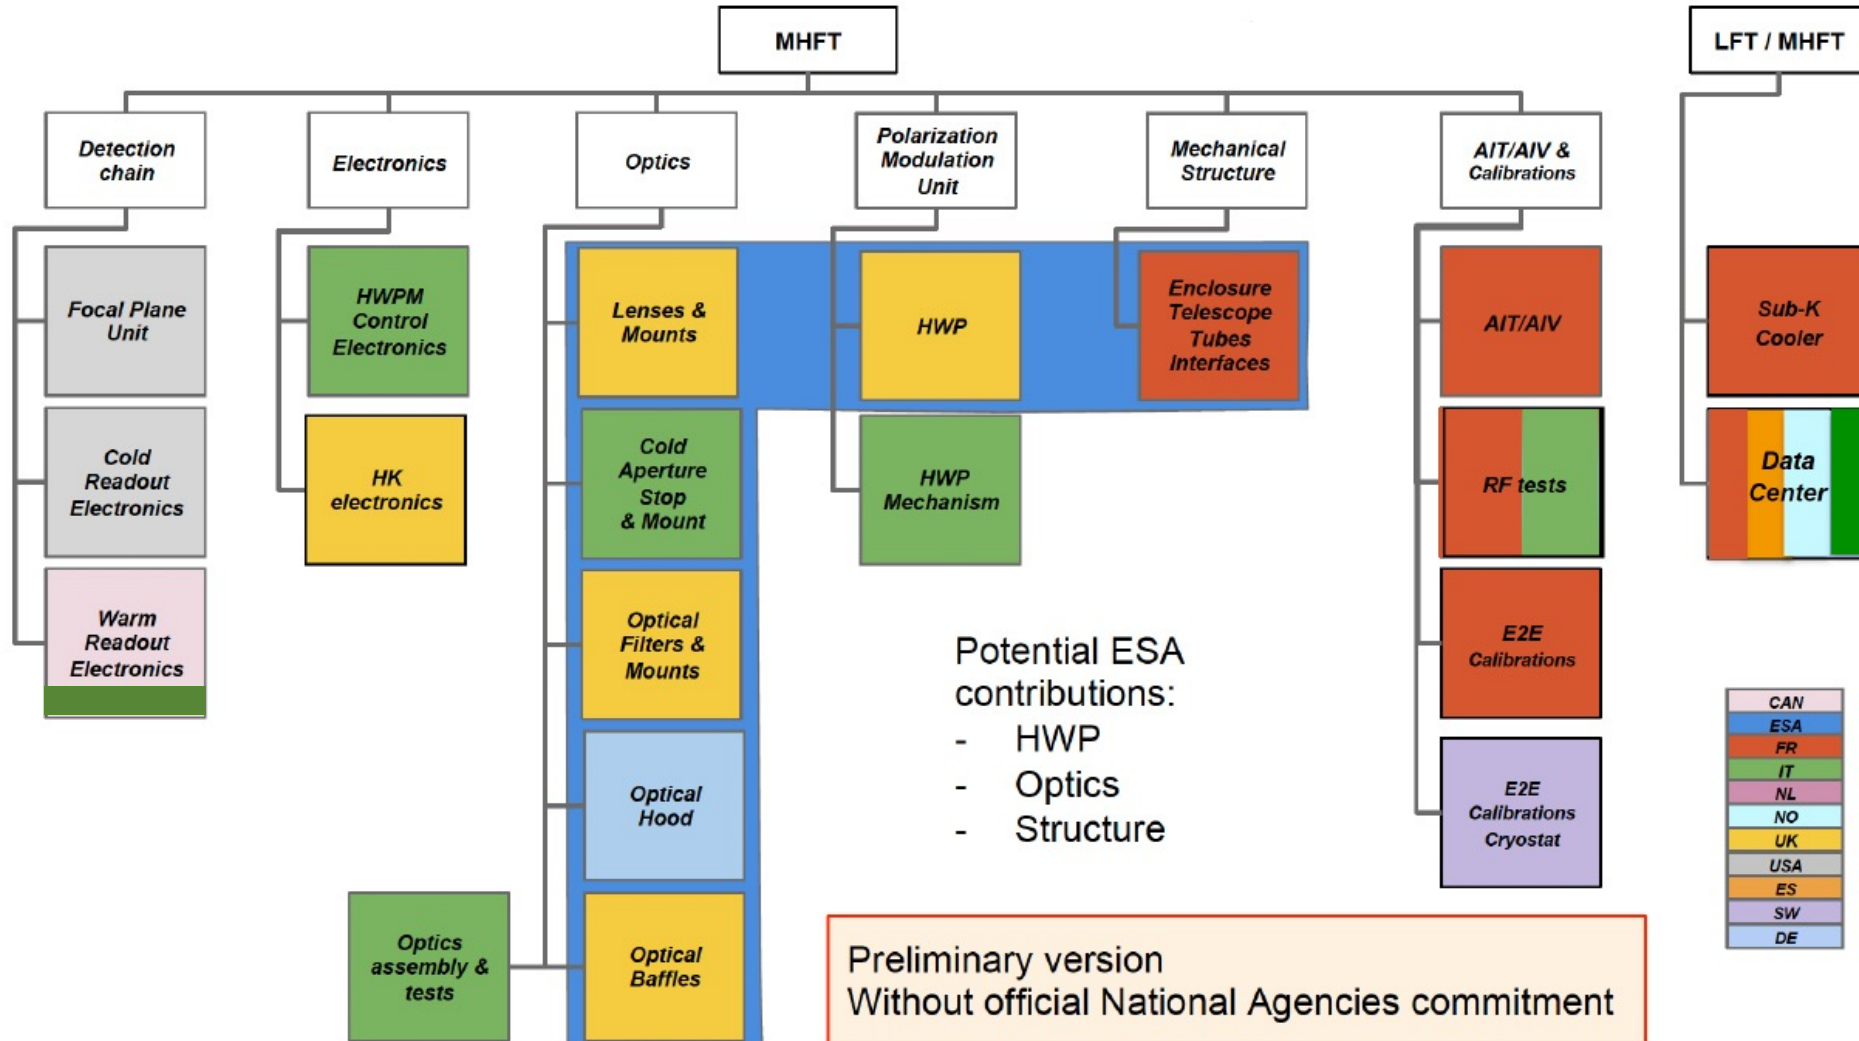 MHFT
LFT / MHFT
Detection
chain
Electronics
Optics
Polarization
Modulation
Unit
Mechanical
Structure
AIT/AIV &
Calibrations
Focal Plane
Unit
Cold
Readout
Electronics
Warm
Readout
Electronics
HWPM
Control
Electronics
HK
electronics
Lenses &
Mounts
Cold
Aperture
Stop
& Mount
Optical
Filters &
Mounts
Optical
Hood
Optical
Baffles
Optics
assembly &
tests
HWP
HWP
Mechanism
Enclosure
Telescope
Tubes
Interfaces
AIT/AIV
RF tests
E2E
Calibrations
E2E
Calibrations
Cryostat
Sub-K
Cooler
Data
Center
Potential ESA
contributions:
- HWP
- Optics
- Structure
CAN
ESA
FR
IT
NL
NO
UK
USA
ES
SW
DE
Preliminary version
Without official National Agencies commitment